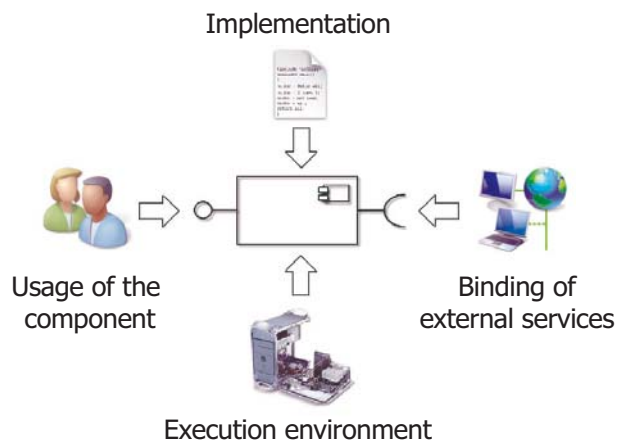 Implementation
Usage of the
component
Binding of
external services
Execution environment